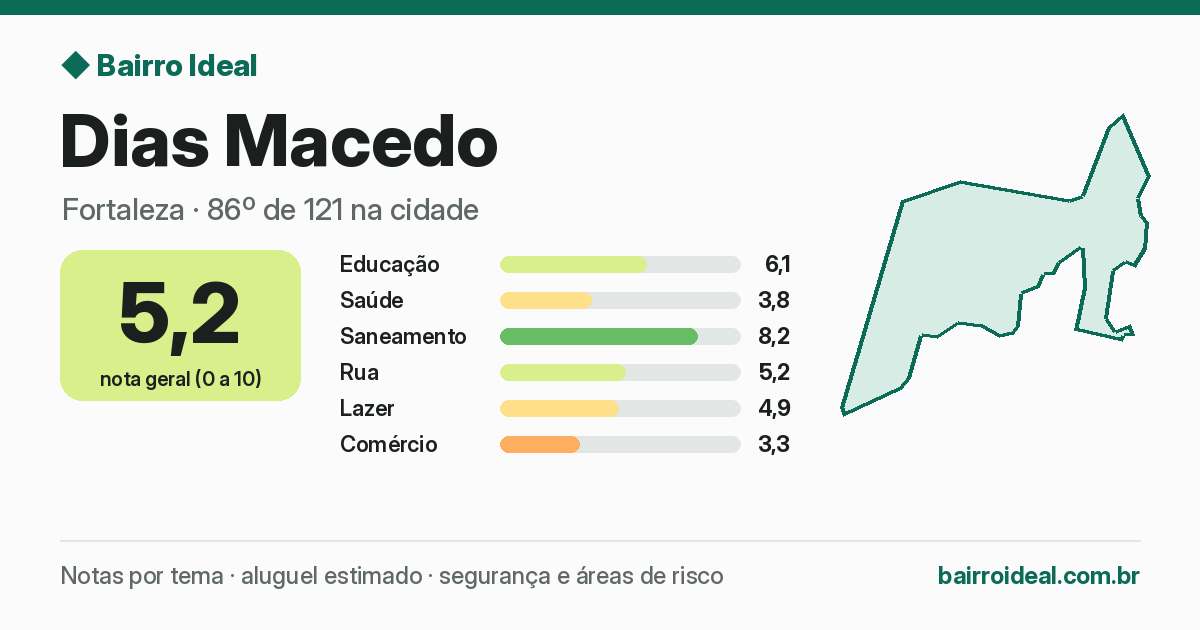 Bairro Ideal
Dias Macedo
Fortaleza · 86º de 121 na cidade
5,2
nota geral (0 a 10)
Educação 6,1
Saúde 3,8
Saneamento 8,2
Rua 5,2
Lazer 4,9
Comércio 3,3
Notas por tema · aluguel estimado · segurança e áreas de risco
bairroideal.com.br